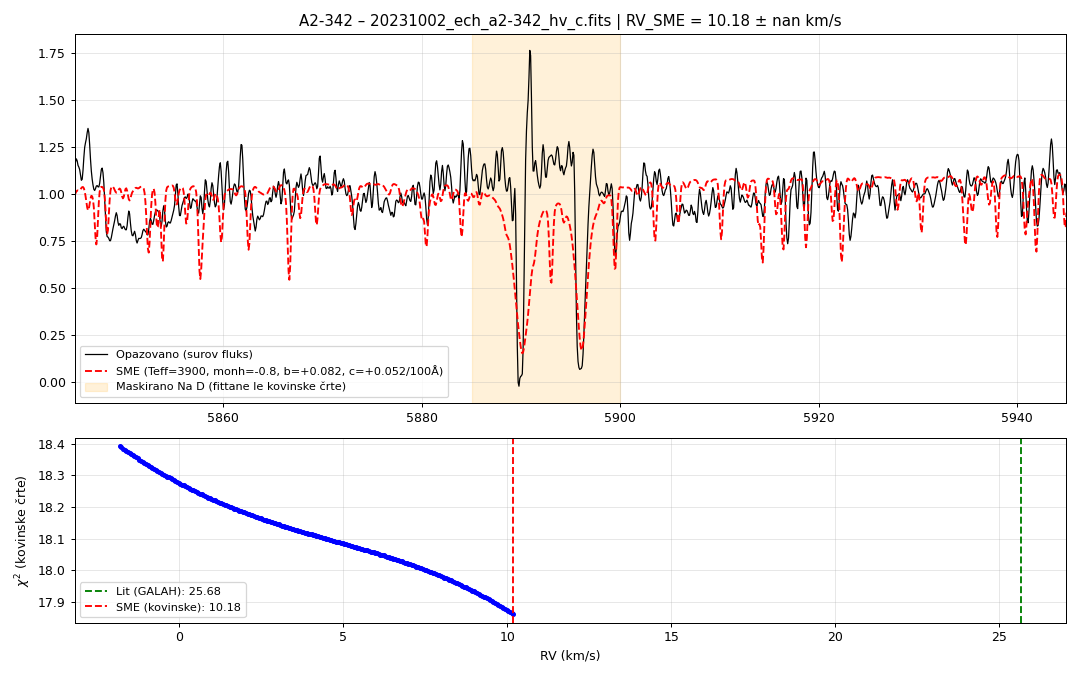 A2-342 – 20231002_ech_a2-342_hv_c.fits | RV_SME = 10.18 ± nan km/s
1.75
1.50
1.25
1.00
0.75
0.50
0.25
0.00
Opazovano (surov fluks)
SME (Teff=3900, monh=-0.8, b=+0.082, c=+0.052/100Å)
Maskirano Na D (fittane le kovinske črte)
5860 5880 5900 5920 5940
18.4
18.3
18.2
18.1
18.0
17.9
χ² (kovinske črte)
Lit (GALAH): 25.68
SME (kovinske): 10.18
0 5 10 15 20 25
RV (km/s)